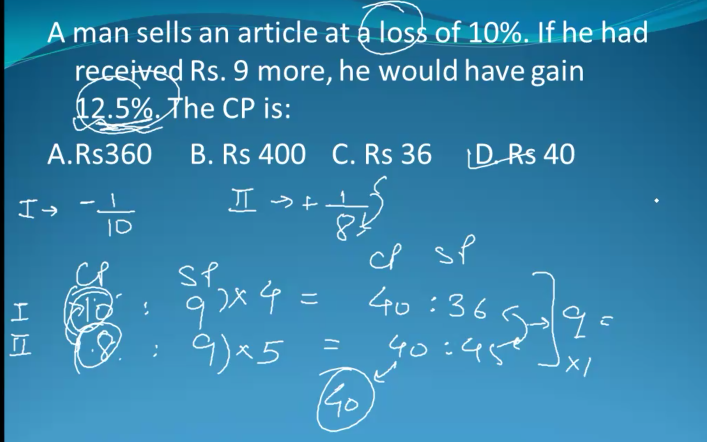 A man sells an article at a loss of 10%. If he had
received Rs. 9 more, he would have gain
12.5%. The CP is:
A.Rs360 B. Rs 400 C. Rs 36 D. Rs 40
I → - 1/10 II → + 1/8
CP SP CP SP
I 10 : 9) × 4 = 40 : 36 9 =
II 8 : 9) × 5 = 40 : 45 ×1
40